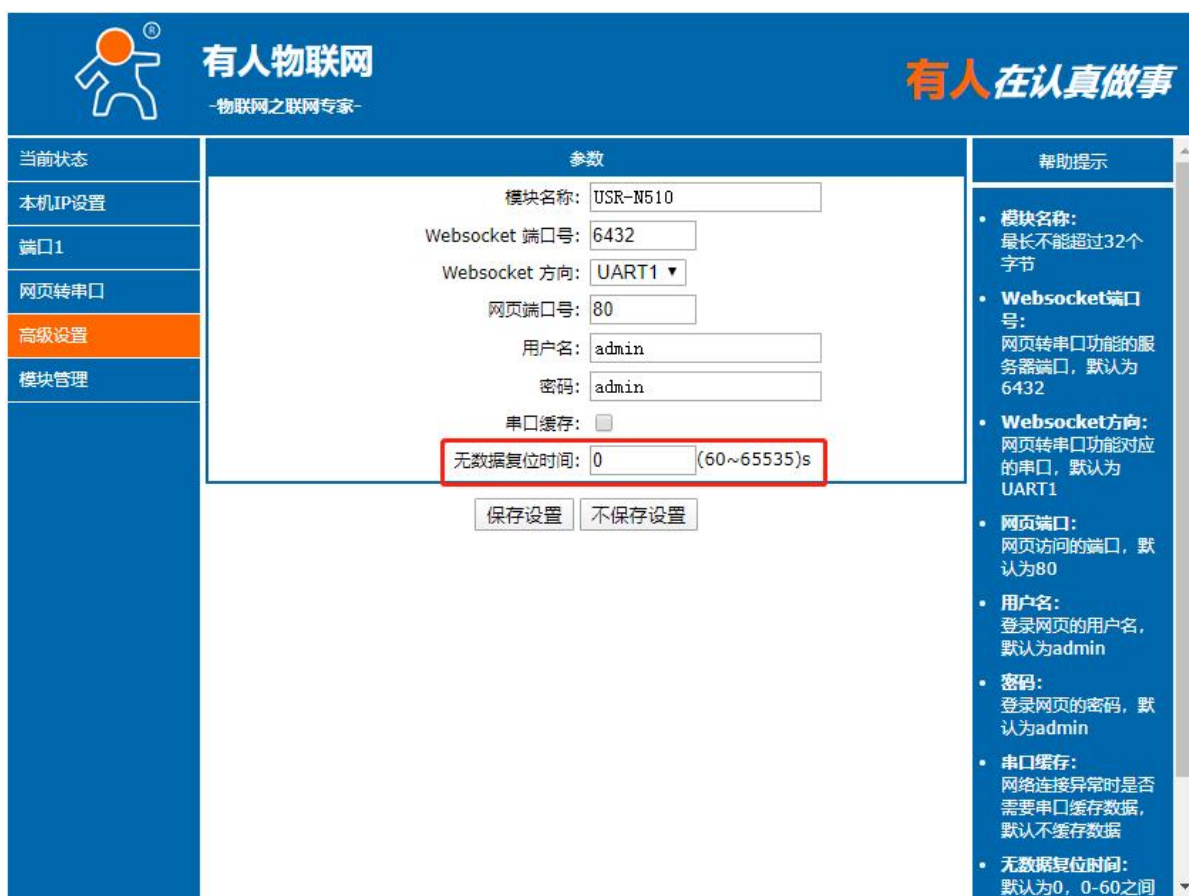 ®
有人物联网
-物联网之联网专家-
有人在认真做事
当前状态
本机IP设置
端口1
网页转串口
高级设置
模块管理
参数
模块名称: USR-N510
Websocket 端口号: 6432
Websocket 方向: UART1 ▼
网页端口号: 80
用户名: admin
密码: admin
串口缓存:
无数据复位时间: 0 (60~65535)s
保存设置 不保存设置
帮助提示
• 模块名称:
最长不能超过32个
字节
• Websocket端口
号:
网页转串口功能的服
务器端口，默认为
6432
• Websocket方向:
网页转串口功能对应
的串口，默认为
UART1
• 网页端口:
网页访问的端口，默
认为80
• 用户名:
登录网页的用户名，
默认为admin
• 密码:
登录网页的密码，默
认为admin
• 串口缓存:
网络连接异常时是否
需要串口缓存数据，
默认不缓存数据
• 无数据复位时间:
默认为0，0-60之间